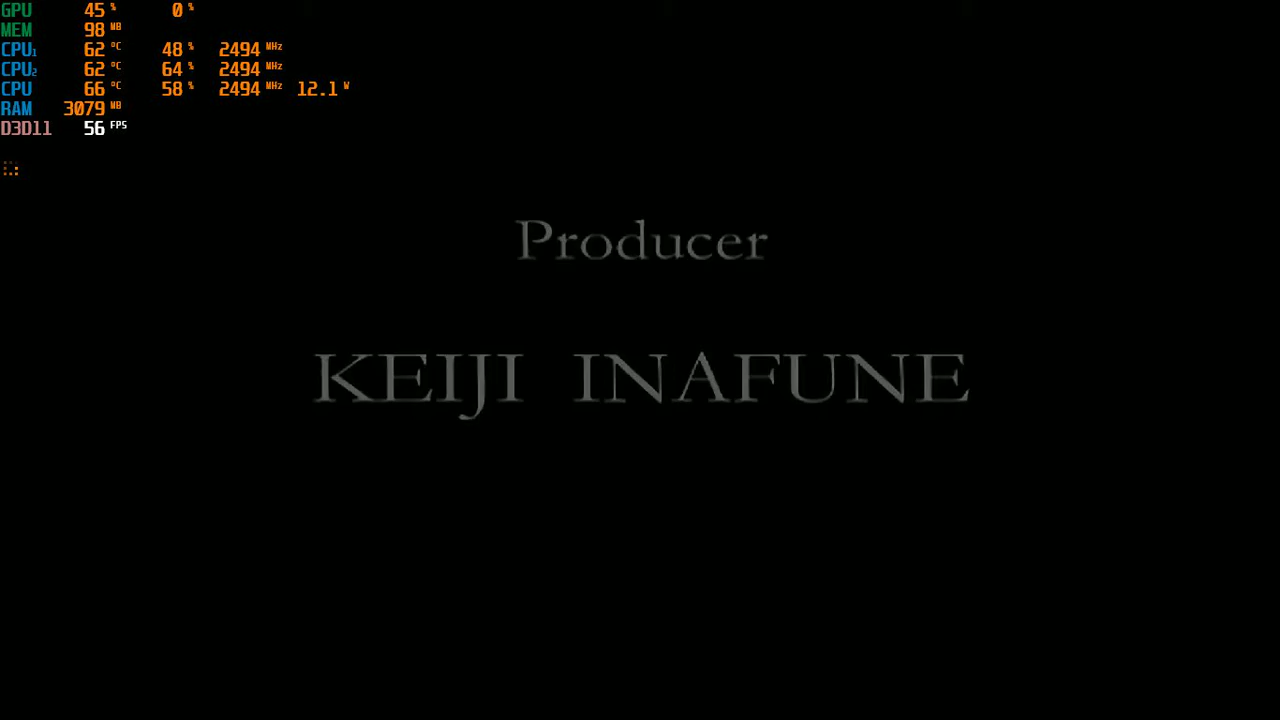 GPU 45 % 0 %
MEM 98 MB
CPU1 62 °C 48 % 2494 MHz
CPU2 62 °C 64 % 2494 MHz
CPU 66 °C 58 % 2494 MHz 12.1 W
RAM 3079 MB
D3D11 56 FPS
Producer
KEIJI INAFUNE